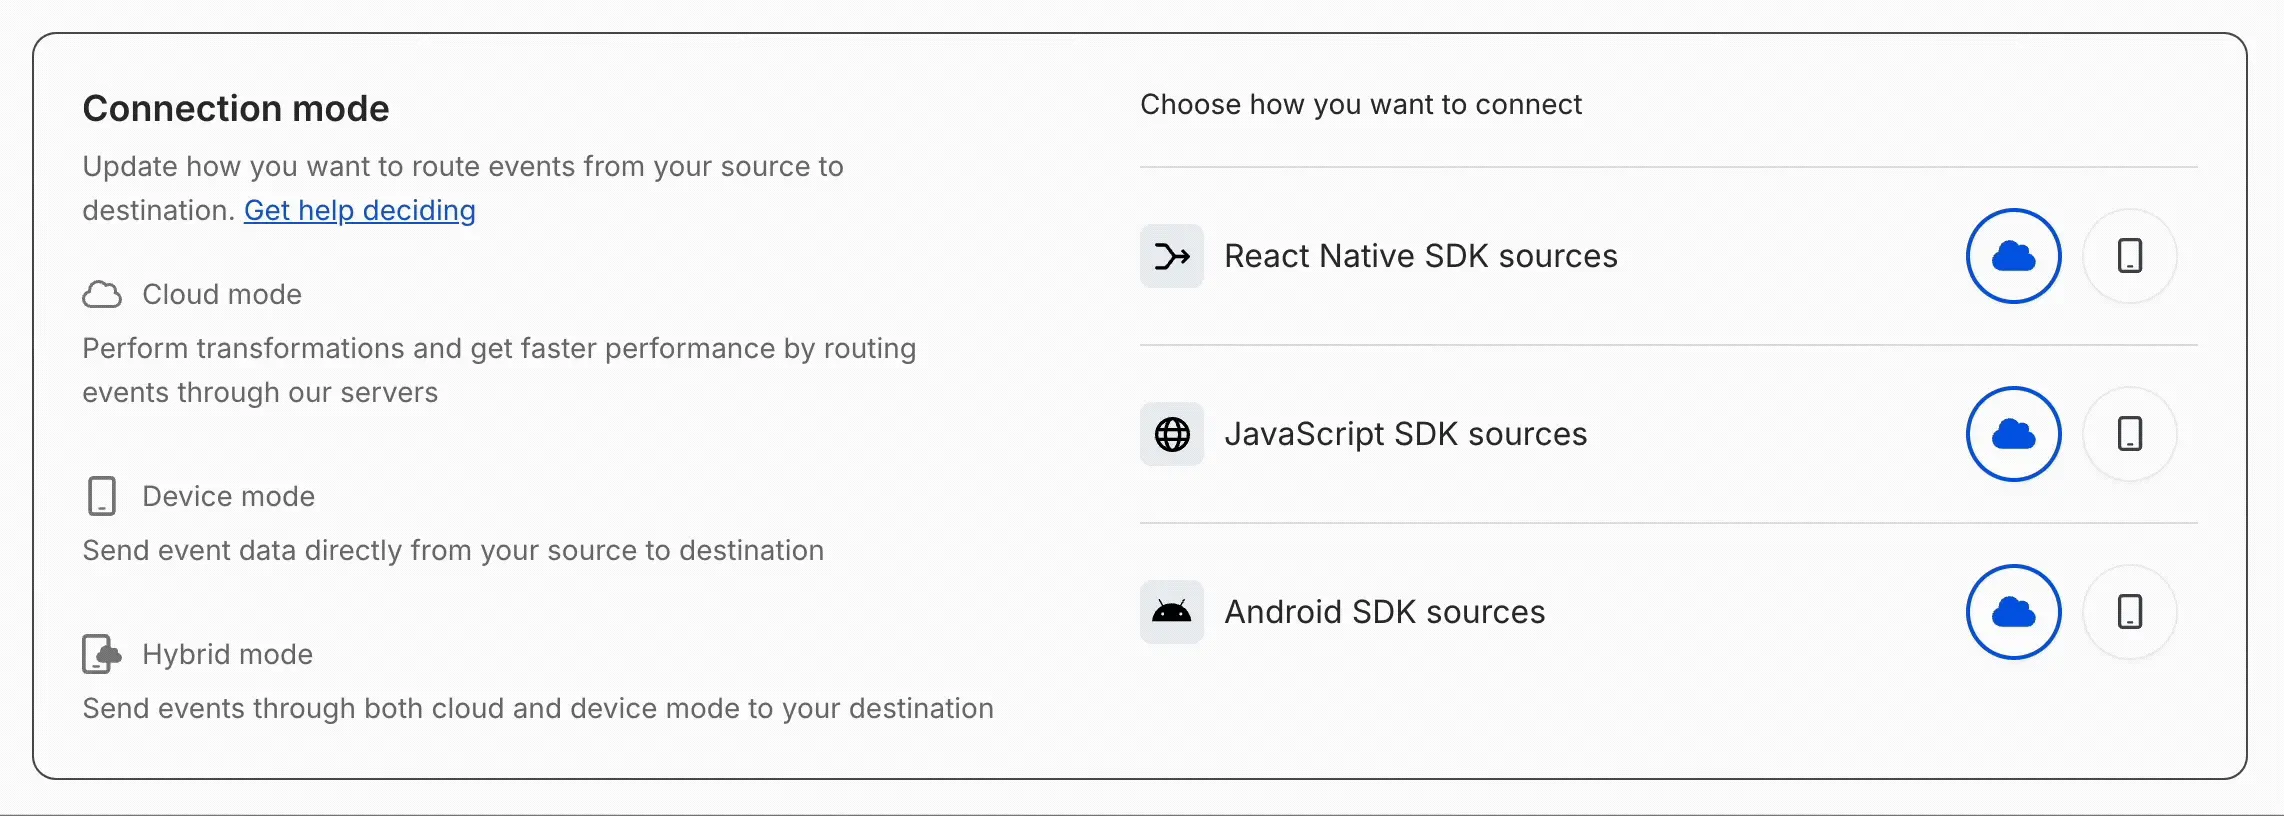 Connection mode
Update how you want to route events from your source to
destination. Get help deciding
Cloud mode
Perform transformations and get faster performance by routing
events through our servers
Device mode
Send event data directly from your source to destination
Hybrid mode
Send events through both cloud and device mode to your destination
Choose how you want to connect
React Native SDK sources
JavaScript SDK sources
Android SDK sources